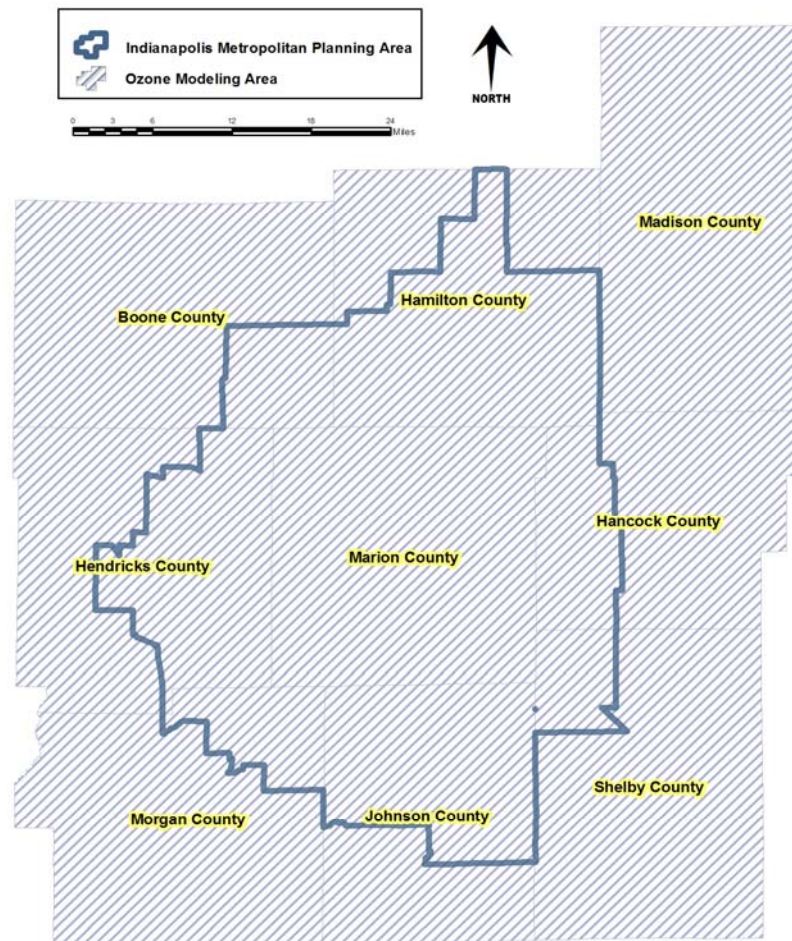 Indianapolis Metropolitan Planning Area
Ozone Modeling Area
NORTH
0 3 6 12 18 24
Miles
Madison County
Hamilton County
Boone County
Hancock County
Marion County
Hendricks County
Shelby County
Johnson County
Morgan County